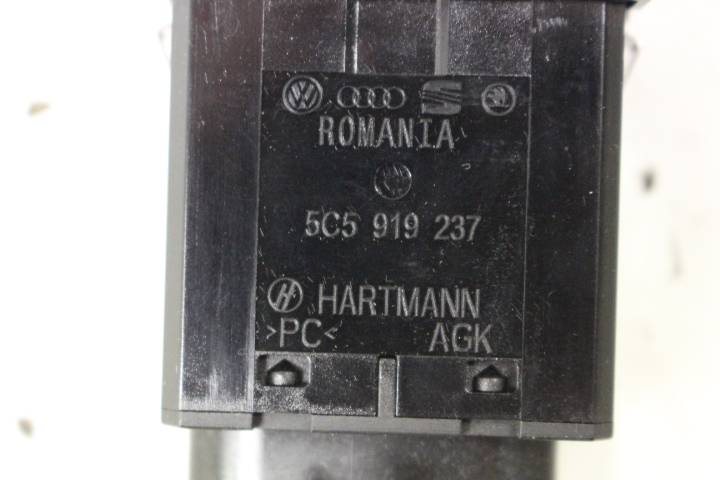 ROMANIA
5C5 919 237
HARTMANN
>PC< AGK